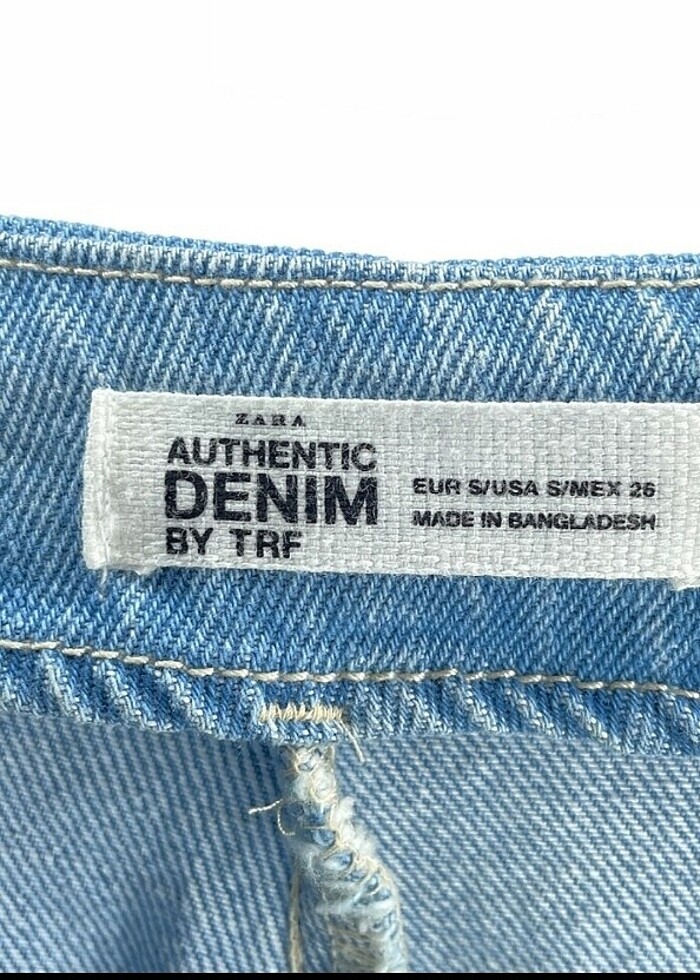 ZARA
AUTHENTIC
DENIM
BY TRF
EUR S/USA S/MEX 26
MADE IN BANGLADESH